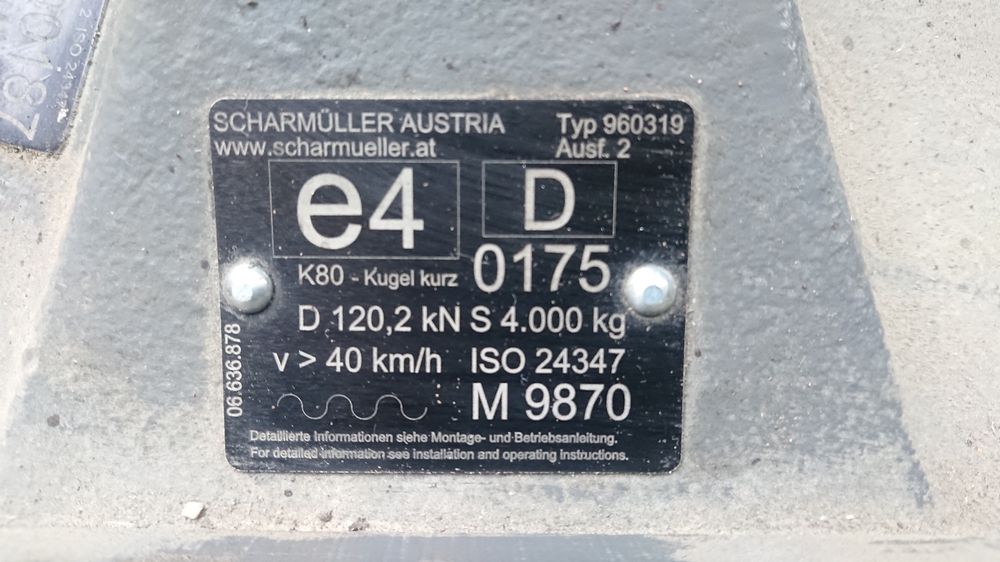 SCHARMÜLLER AUSTRIA Typ 960319
www.scharmueller.at Ausf. 2
e4 D
K80 - Kugel kurz 0175
D 120,2 kN S 4.000 kg
v > 40 km/h ISO 24347
M 9870
06.636.878
Detaillierte Informationen siehe Montage- und Betriebsanleitung.
For detailed information see installation and operating instructions.